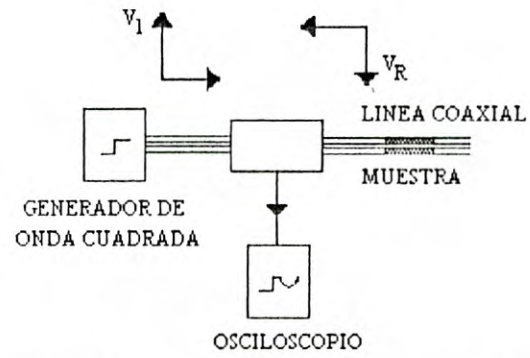 V1
VR
LINEA COAXIAL
MUESTRA
GENERADOR DE
ONDA CUADRADA
OSCILOSCOPIO